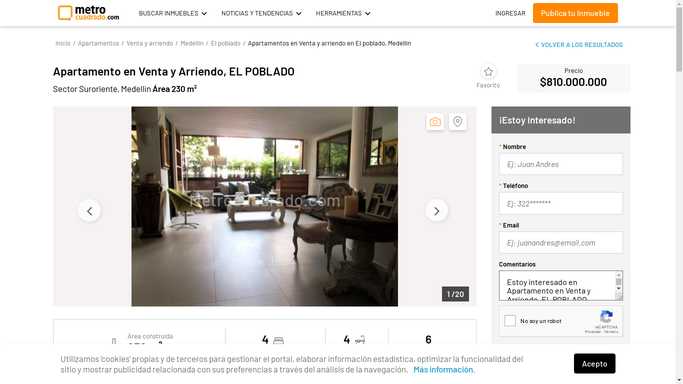 metro
cuadrado.com
BUSCAR INMUEBLES
NOTICIAS Y TENDENCIAS
HERRAMIENTAS
INGRESAR
Publica tu Inmueble
Inicio / Apartamentos / Venta y arriendo / Medellín / El poblado / Apartamentos en Venta y arriendo en El poblado, Medellín
VOLVER A LOS RESULTADOS
Apartamento en Venta y Arriendo, EL POBLADO
Sector Suroriente, Medellín Área 230 m²
Favorito
Precio
$810.000.000
metrocuadrado.com
1 / 20
¡Estoy Interesado!
* Nombre
Ej: Juan Andres
* Teléfono
Ej: 322*******
* Email
Ej: juanandres@email.com
Comentarios
Estoy interesado en
Apartamento en Venta y
Arriendo, EL POBLADO
No soy un robot
reCAPTCHA
Privacidad - Términos
Área construida
4
4
6
Utilizamos 'cookies' propias y de terceros para gestionar el portal, elaborar información estadística, optimizar la funcionalidad del
sitio y mostrar publicidad relacionada con sus preferencias a través del análisis de la navegación. Más información.
Acepto